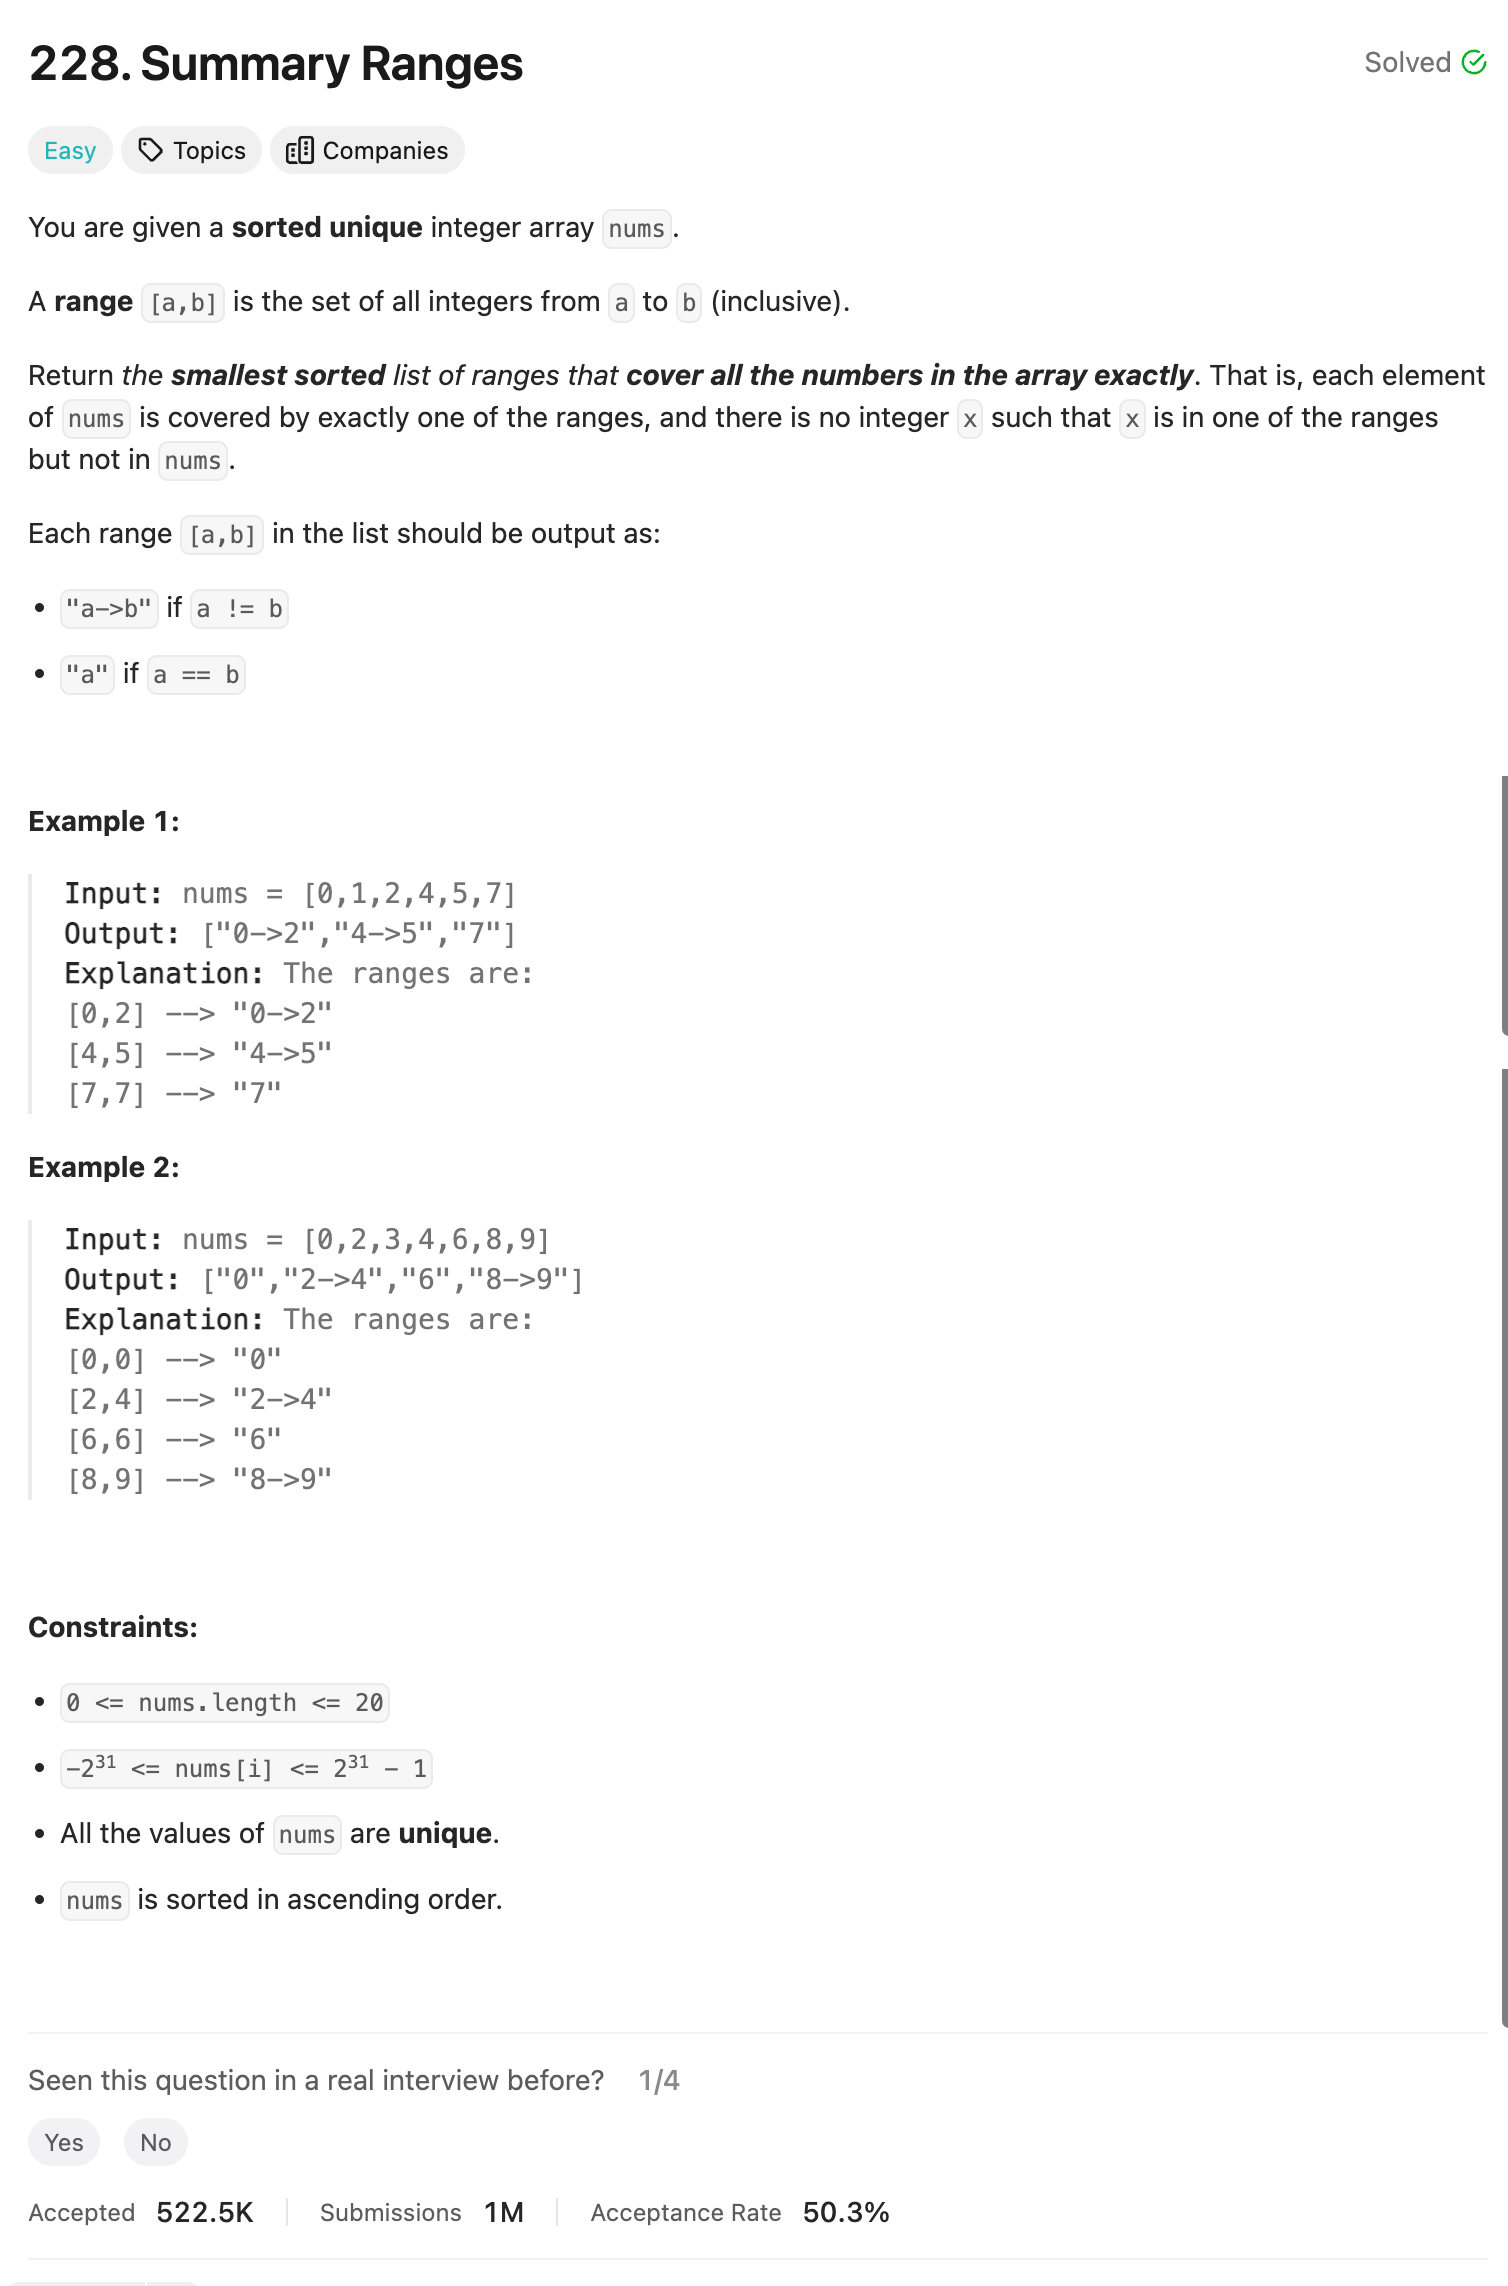 228. Summary Ranges
Solved
Easy Topics Companies
You are given a sorted unique integer array nums.
A range [a,b] is the set of all integers from a to b (inclusive).
Return the smallest sorted list of ranges that cover all the numbers in the array exactly. That is, each element
of nums is covered by exactly one of the ranges, and there is no integer x such that x is in one of the ranges
but not in nums.
Each range [a,b] in the list should be output as:
• "a->b" if a != b
• "a" if a == b
Example 1:
Input: nums = [0,1,2,4,5,7]
Output: ["0->2","4->5","7"]
Explanation: The ranges are:
[0,2] --> "0->2"
[4,5] --> "4->5"
[7,7] --> "7"
Example 2:
Input: nums = [0,2,3,4,6,8,9]
Output: ["0","2->4","6","8->9"]
Explanation: The ranges are:
[0,0] --> "0"
[2,4] --> "2->4"
[6,6] --> "6"
[8,9] --> "8->9"
Constraints:
• 0 <= nums.length <= 20
• -2³¹ <= nums[i] <= 2³¹ - 1
• All the values of nums are unique.
• nums is sorted in ascending order.
Seen this question in a real interview before? 1/4
Yes No
Accepted 522.5K Submissions 1M Acceptance Rate 50.3%